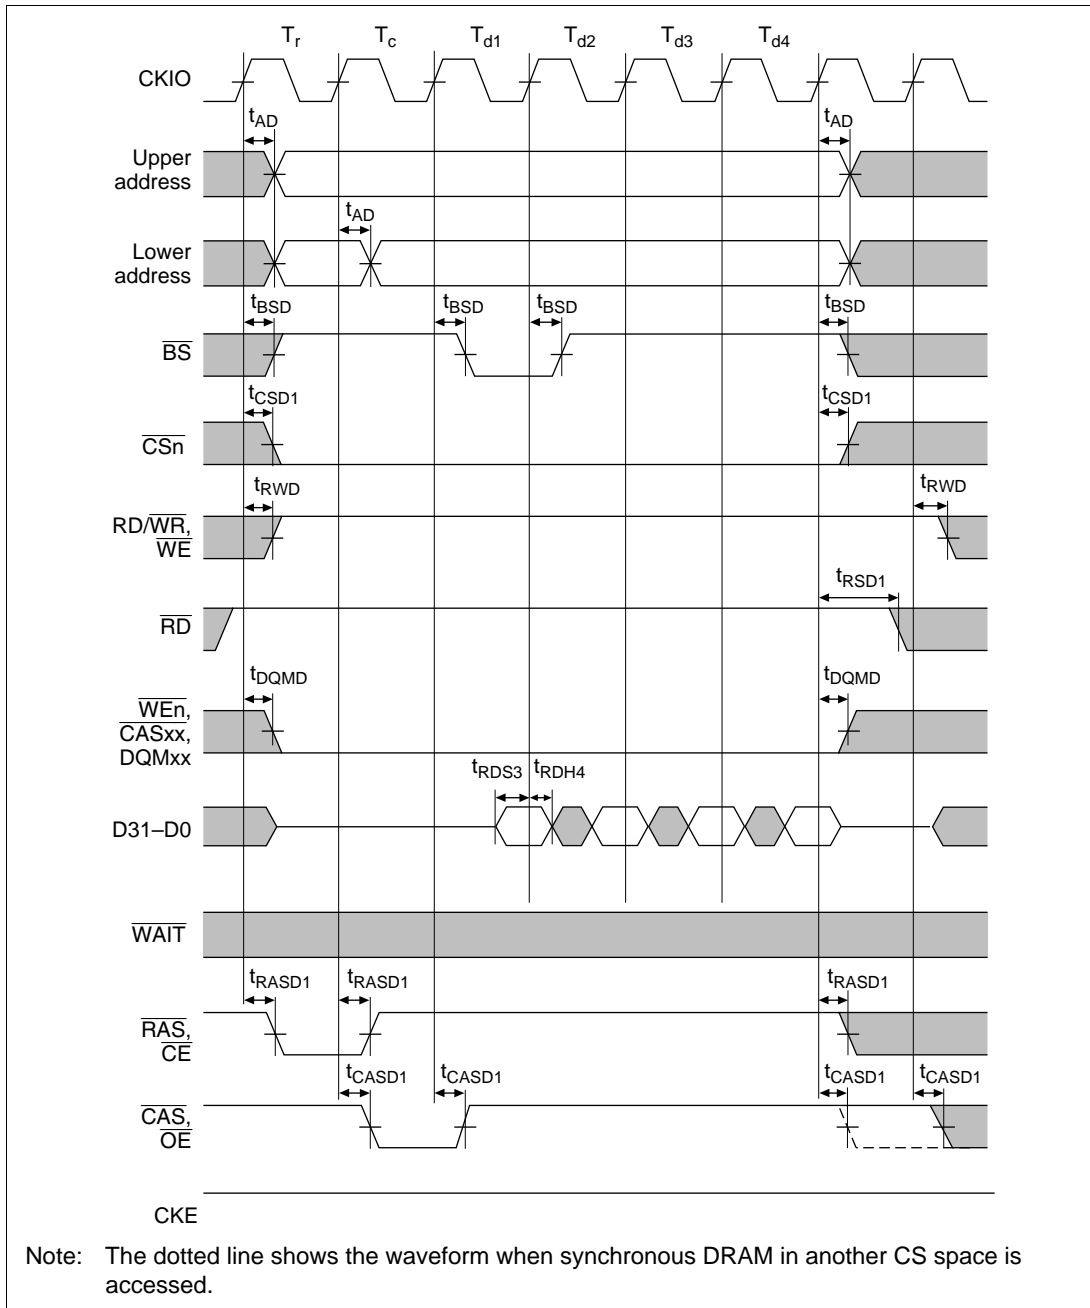 Tr Tc Td1 Td2 Td3 Td4
CKIO
tAD tAD
Upper
address
tAD
Lower
address
tBSD tBSD tBSD tBSD
BS
tCSD1 tCSD1
CSn
tRWD tRWD
RD/WR,
WE
tRSD1
RD
tDQMD tDQMD
WEn,
CASxx,
DQMxx
tRDS3 tRDH4
D31–D0
WAIT
tRASD1 tRASD1 tRASD1
RAS,
CE
tCASD1 tCASD1 tCASD1 tCASD1
CAS,
OE
CKE
Note: The dotted line shows the waveform when synchronous DRAM in another CS space is
accessed.